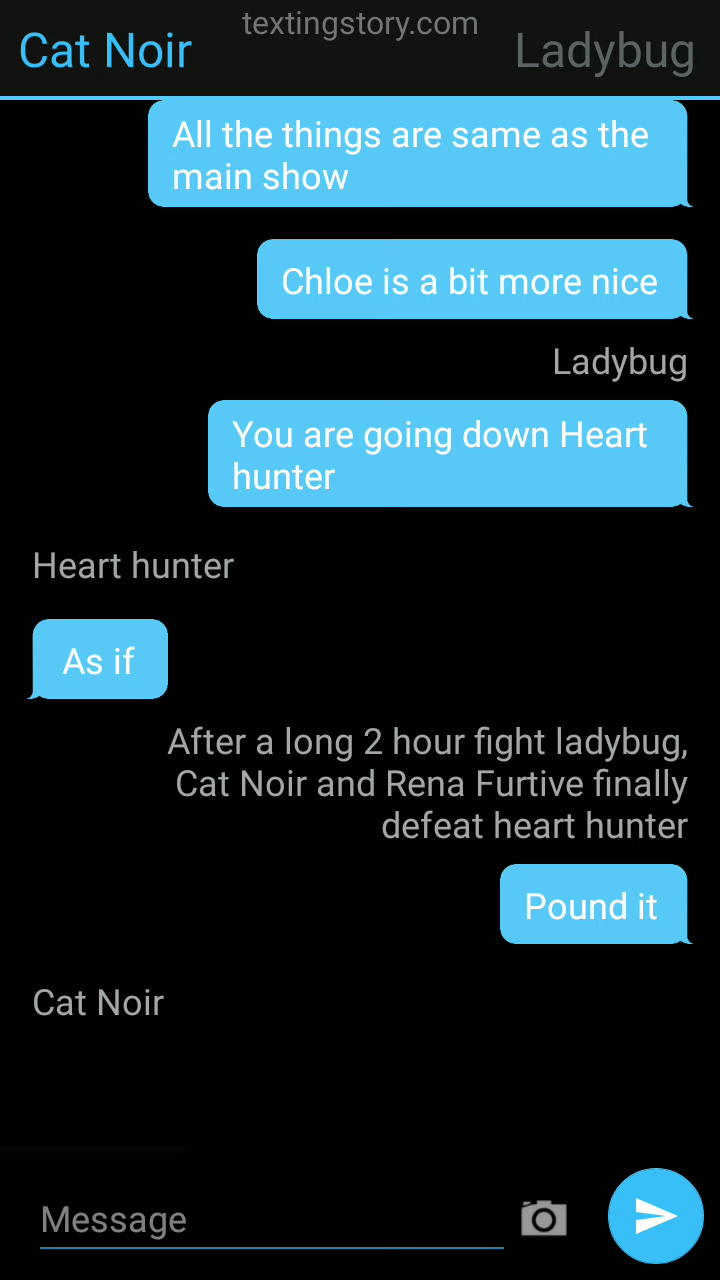 textingstory.com
Cat Noir
Ladybug
All the things are same as the
main show
Chloe is a bit more nice
Ladybug
You are going down Heart
hunter
Heart hunter
As if
After a long 2 hour fight ladybug,
Cat Noir and Rena Furtive finally
defeat heart hunter
Pound it
Cat Noir
Message